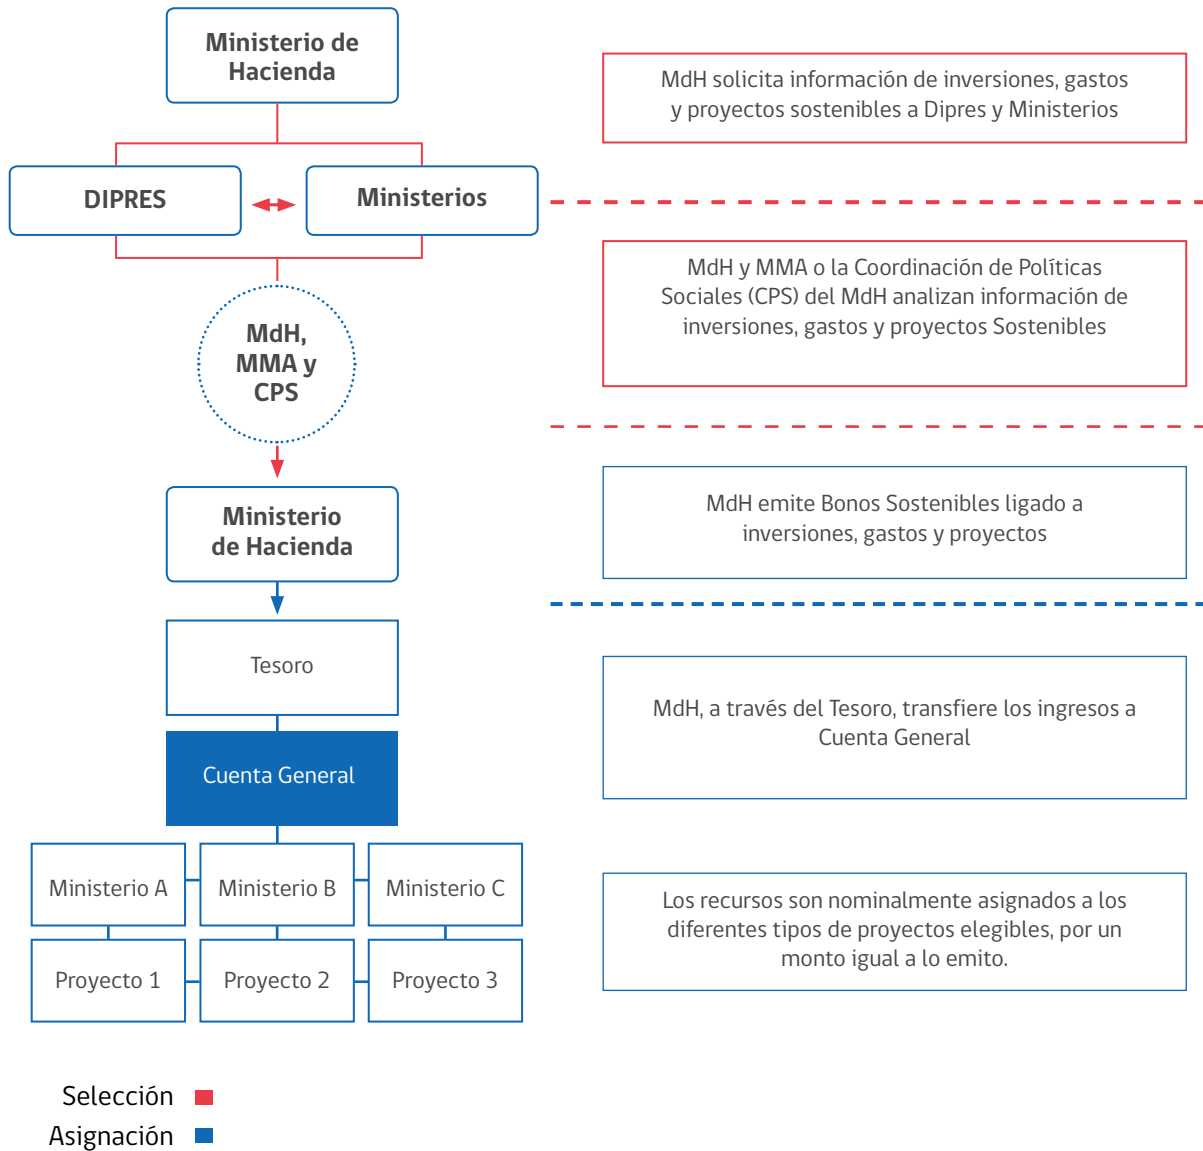 Ministerio de
Hacienda
MdH solicita información de inversiones, gastos
y proyectos sostenibles a Dipres y Ministerios
DIPRES
Ministerios
MdH y MMA o la Coordinación de Políticas
Sociales (CPS) del MdH analizan información de
inversiones, gastos y proyectos Sostenibles
MdH,
MMA y
CPS
Ministerio
de Hacienda
MdH emite Bonos Sostenibles ligado a
inversiones, gastos y proyectos
Tesoro
MdH, a través del Tesoro, transfiere los ingresos a
Cuenta General
Cuenta General
Ministerio A
Ministerio B
Ministerio C
Los recursos son nominalmente asignados a los
diferentes tipos de proyectos elegibles, por un
monto igual a lo emito.
Proyecto 1
Proyecto 2
Proyecto 3
Selección
Asignación